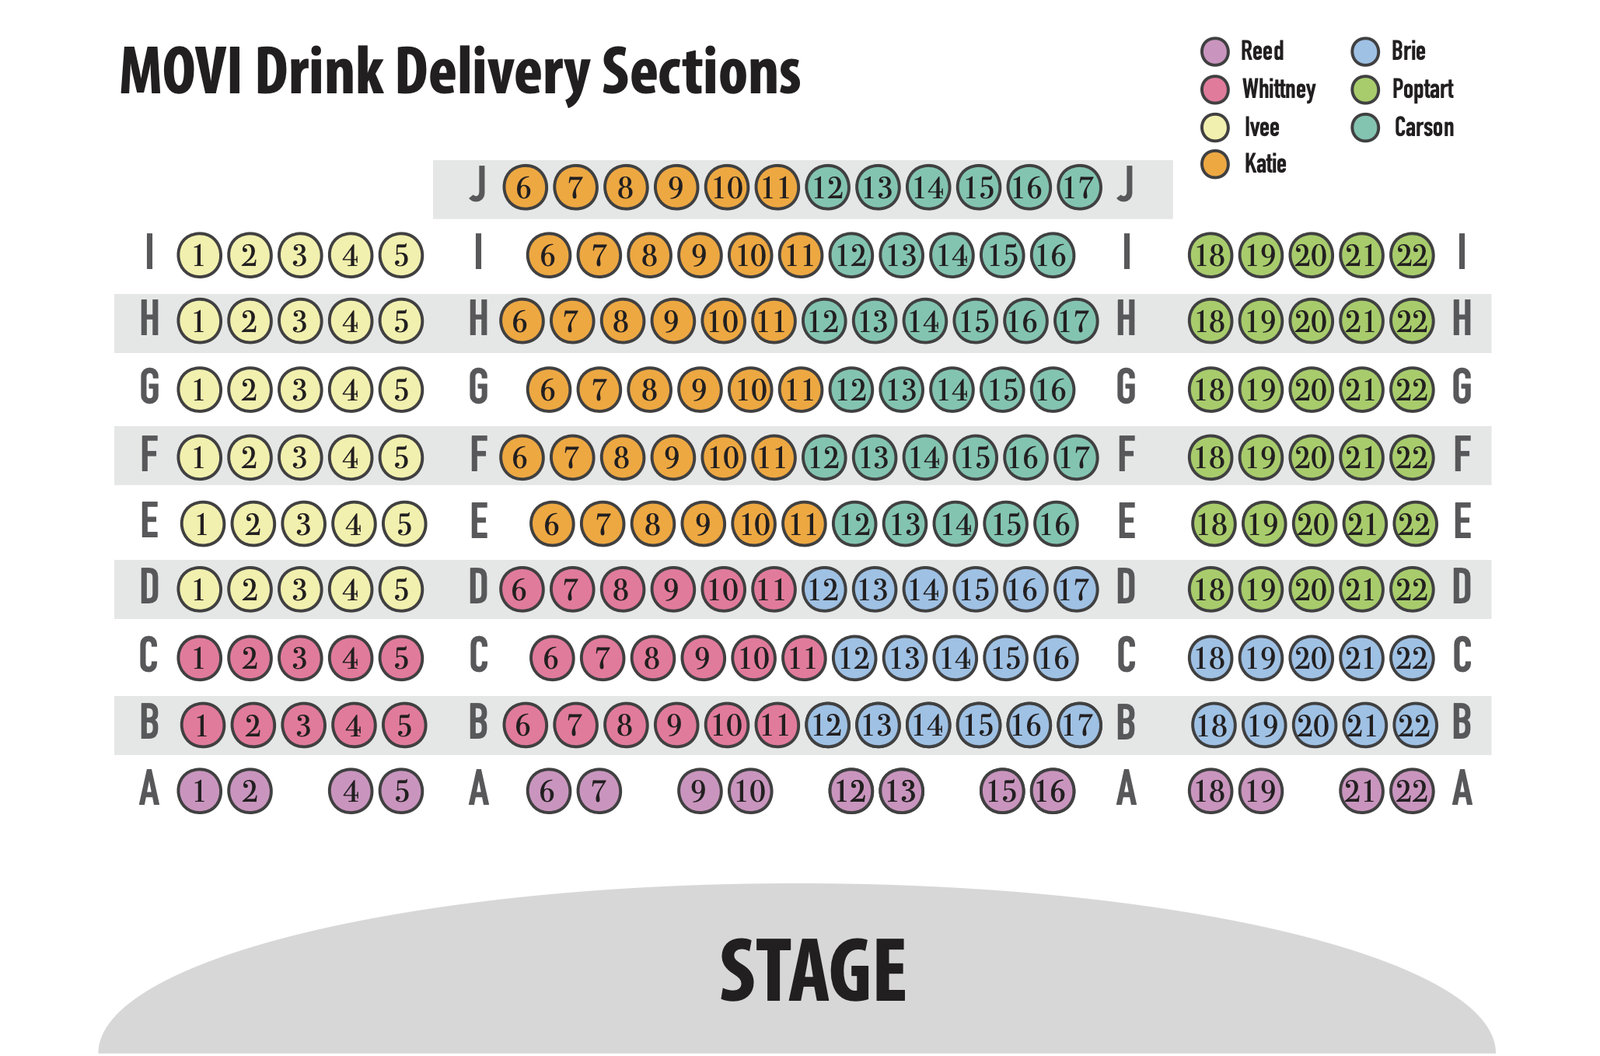 MOVI Drink Delivery Sections
Reed Brie
Whittney Poptart
Ivee Carson
Katie
J 6 7 8 9 10 11 12 13 14 15 16 17 J
I 1 2 3 4 5 I 6 7 8 9 10 11 12 13 14 15 16 I 18 19 20 21 22 I
H 1 2 3 4 5 H 6 7 8 9 10 11 12 13 14 15 16 17 H 18 19 20 21 22 H
G 1 2 3 4 5 G 6 7 8 9 10 11 12 13 14 15 16 G 18 19 20 21 22 G
F 1 2 3 4 5 F 6 7 8 9 10 11 12 13 14 15 16 17 F 18 19 20 21 22 F
E 1 2 3 4 5 E 6 7 8 9 10 11 12 13 14 15 16 E 18 19 20 21 22 E
D 1 2 3 4 5 D 6 7 8 9 10 11 12 13 14 15 16 17 D 18 19 20 21 22 D
C 1 2 3 4 5 C 6 7 8 9 10 11 12 13 14 15 16 C 18 19 20 21 22 C
B 1 2 3 4 5 B 6 7 8 9 10 11 12 13 14 15 16 17 B 18 19 20 21 22 B
A 1 2 4 5 A 6 7 9 10 12 13 15 16 A 18 19 21 22 A
STAGE